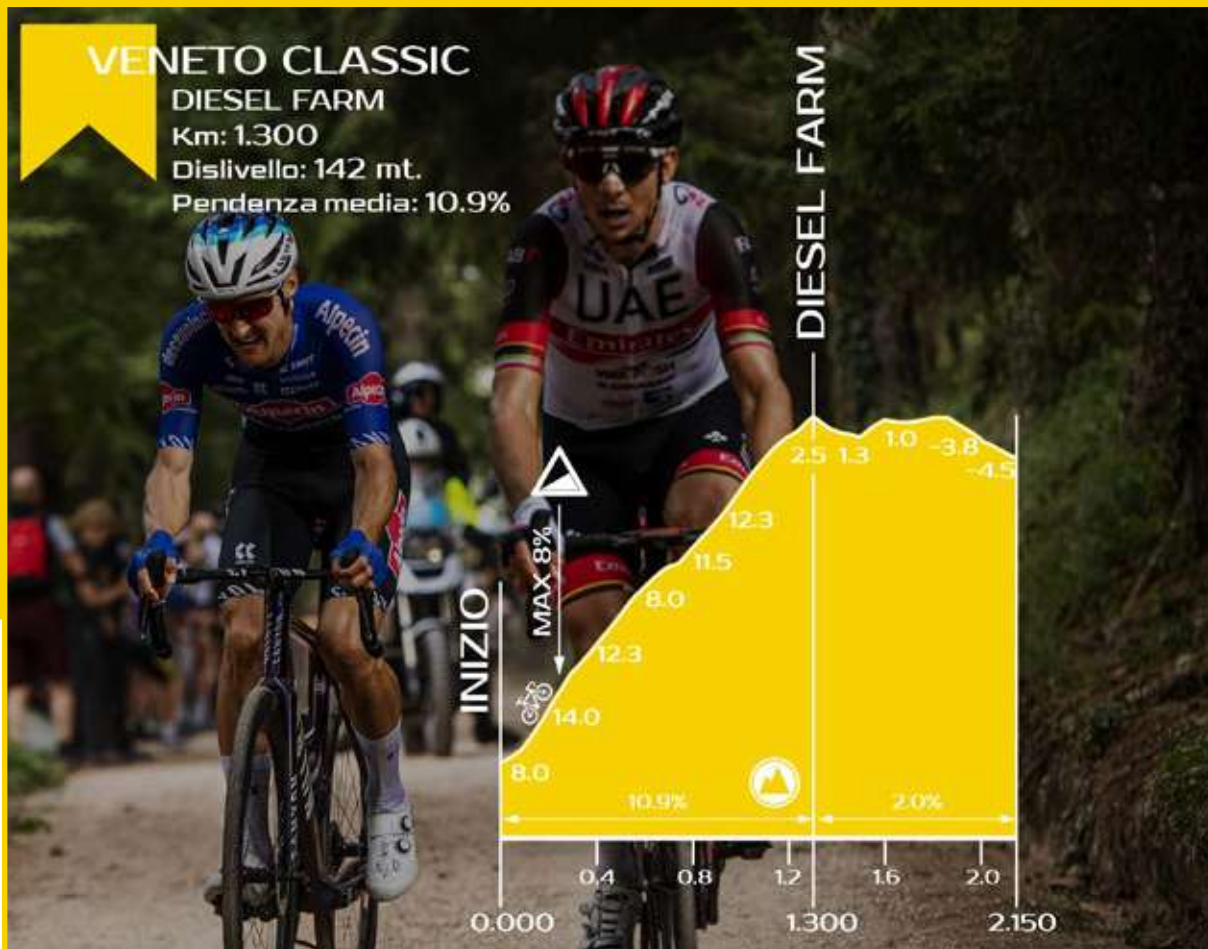 VENETO CLASSIC
DIESEL FARM
Km: 1.300
Dislivello: 142 mt.
Pendenza media: 10.9%
DIESEL FARM
UAE
Emirates
Alpecin
Alpecin
Alpecin
INIZIO
MAX 8%
8.0
14.0
12.3
8.0
11.5
12.3
2.5
1.3
1.0
-3.8
-4.5
10.9%
2.0%
0.4
0.8
1.2
1.6
2.0
0.000
1.300
2.150